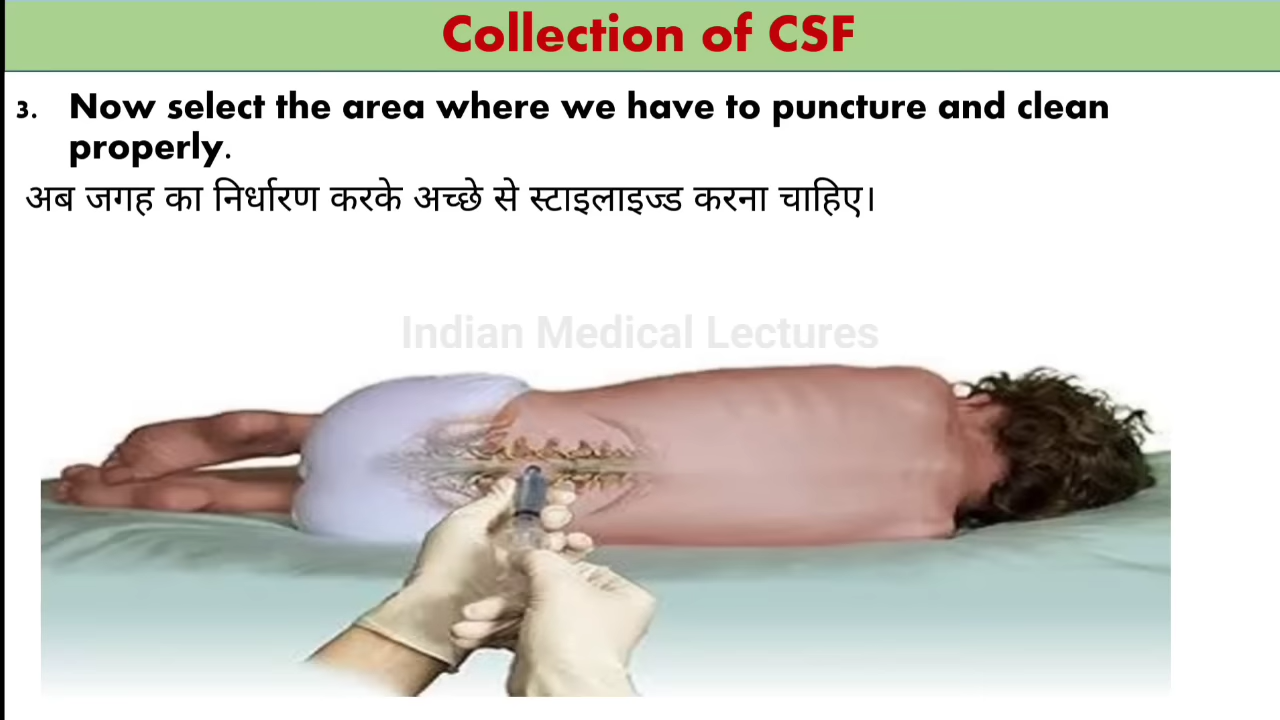 Collection of CSF
3. Now select the area where we have to puncture and clean
properly.
अब जगह का निर्धारण करके अच्छे से स्टाइलाइज्ड करना चाहिए।
Indian Medical Lectures